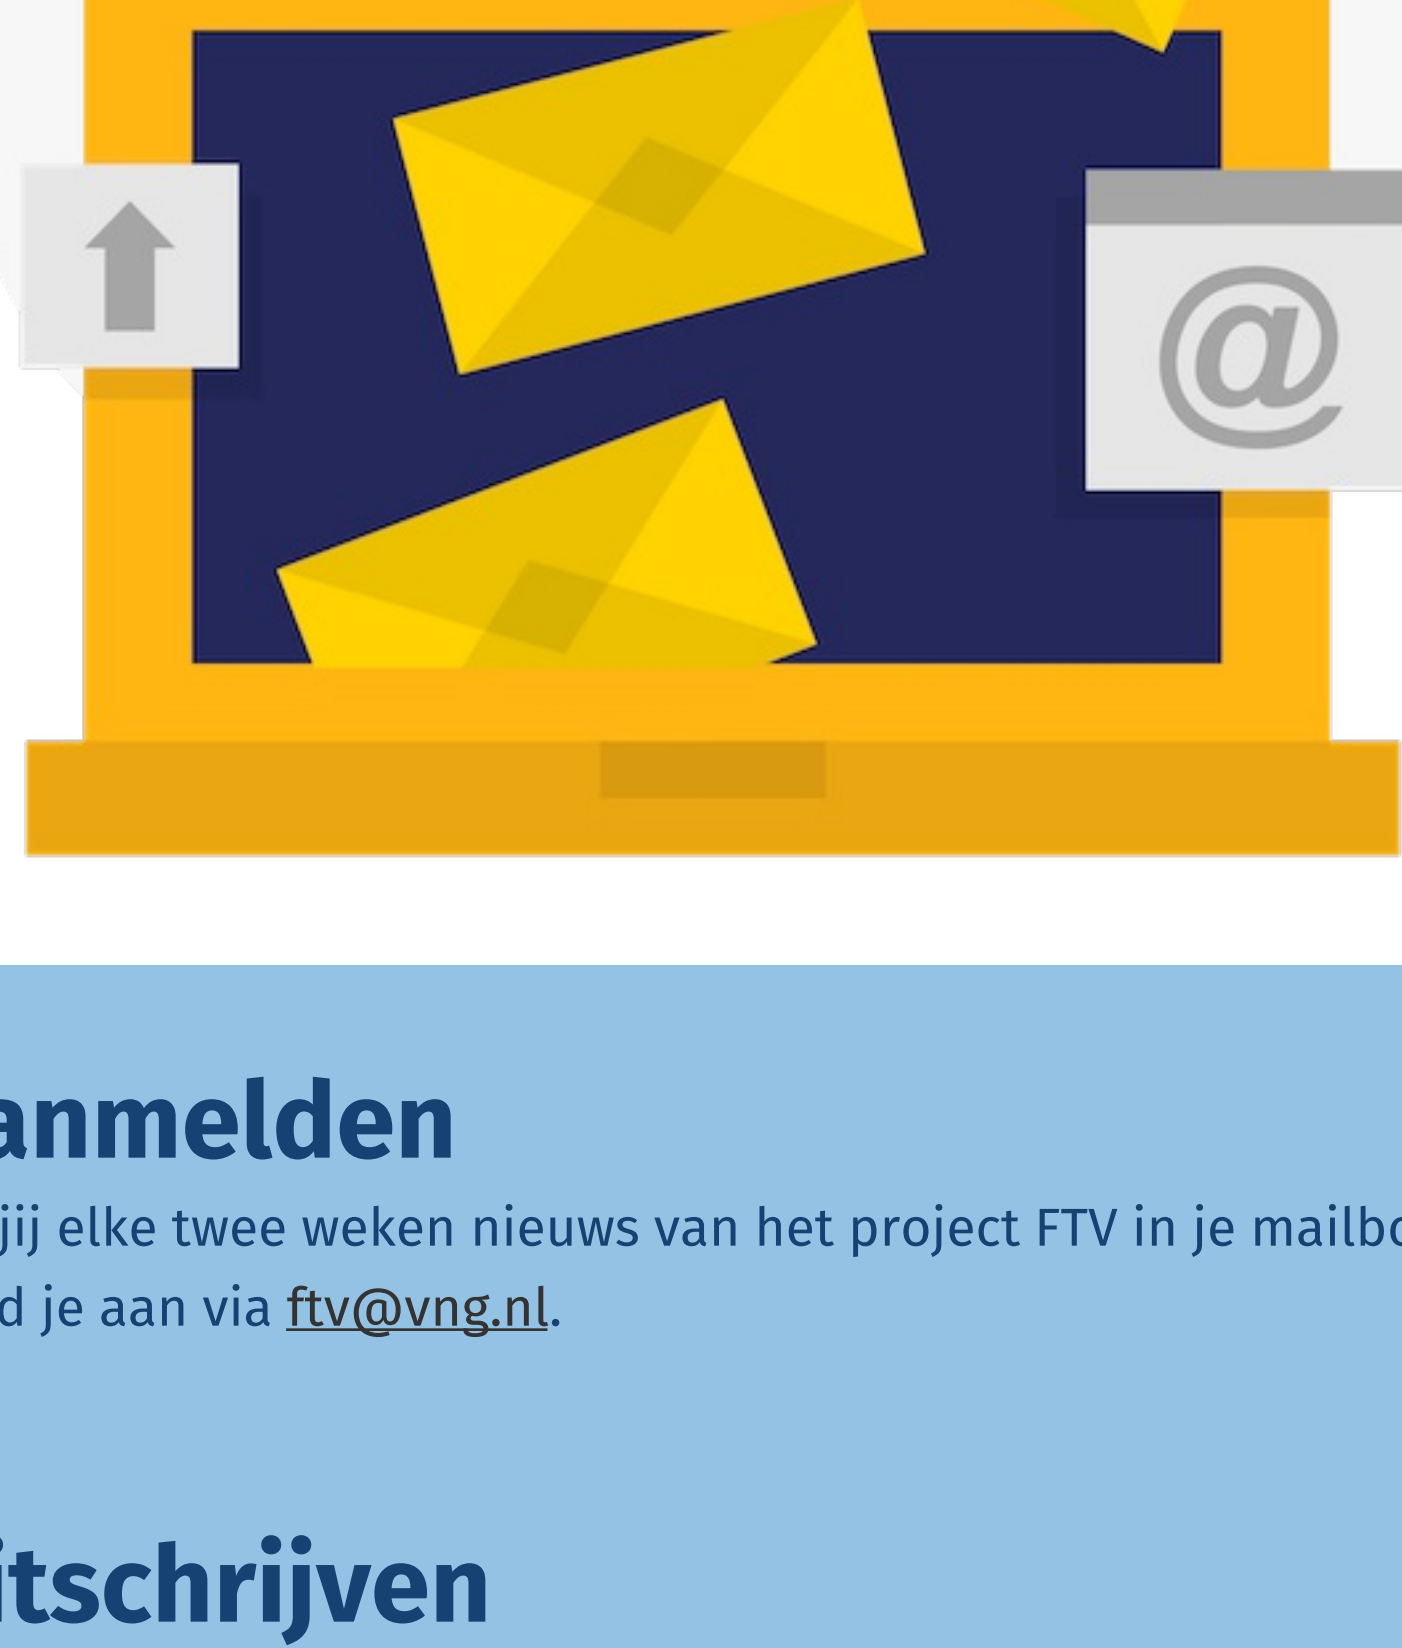 @
anmelden
jij elke twee weken nieuws van het project FTV in je mailbo
d je aan via ftv@vng.nl.
itschrijven